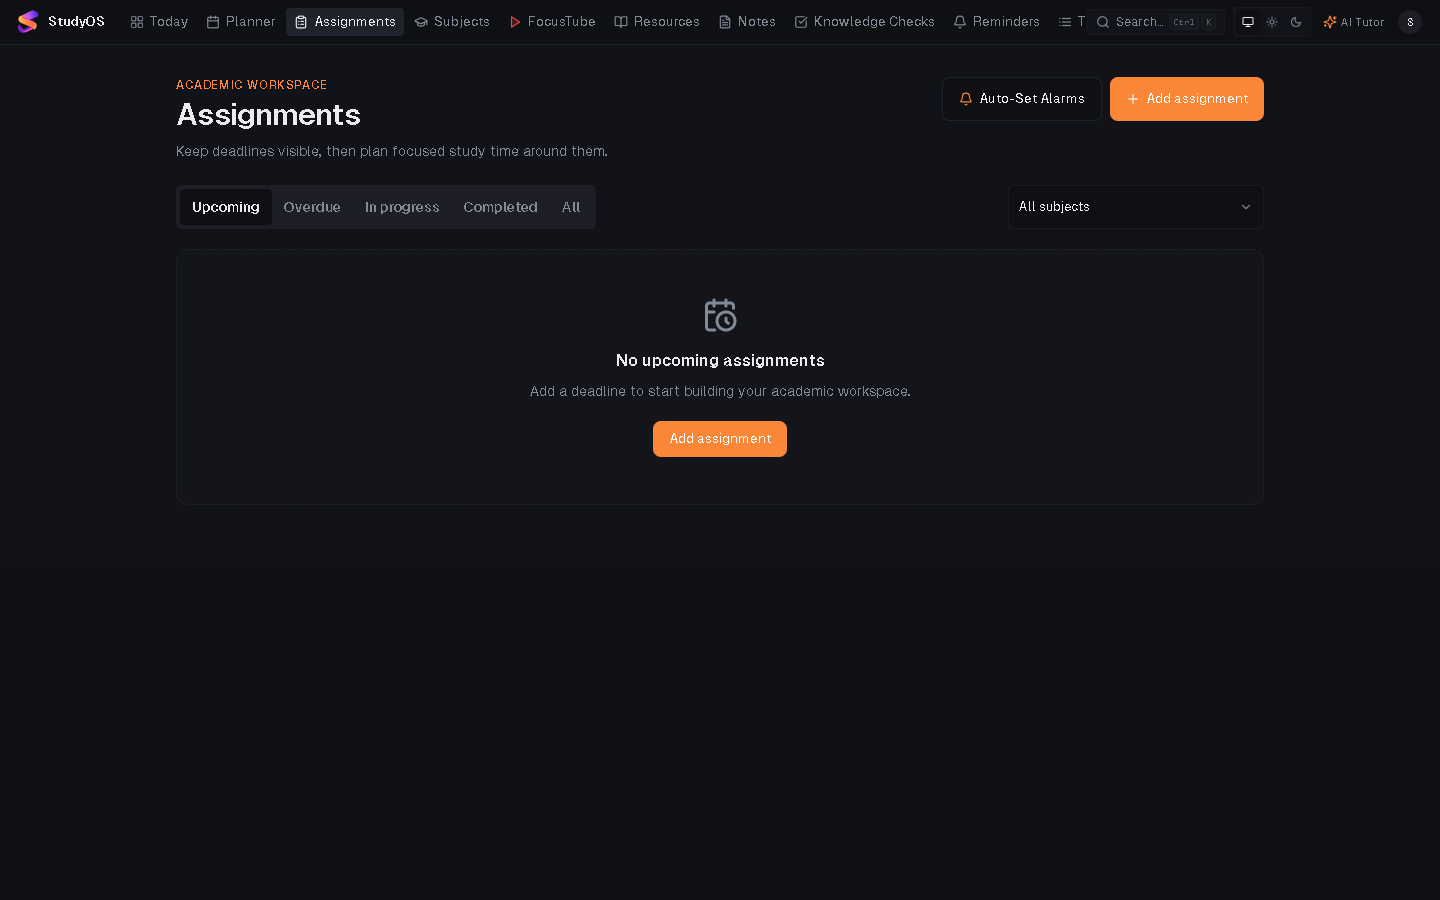 StudyOS
Today
Planner
Assignments
Subjects
FocusTube
Resources
Notes
Knowledge Checks
Reminders
T
Search...
Ctrl K
AI Tutor
S
ACADEMIC WORKSPACE
Assignments
Keep deadlines visible, then plan focused study time around them.
Auto-Set Alarms
Add assignment
Upcoming
Overdue
In progress
Completed
All
All subjects
No upcoming assignments
Add a deadline to start building your academic workspace.
Add assignment